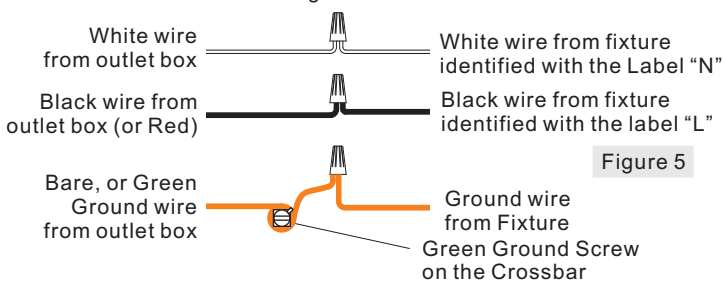 White wire
from outlet box
White wire from fixture
identified with the Label “N”
Black wire from
outlet box (or Red)
Black wire from fixture
identified with the label “L”
Figure 5
Bare, or Green
Ground wire
from outlet box
Ground wire
from Fixture
Green Ground Screw
on the Crossbar